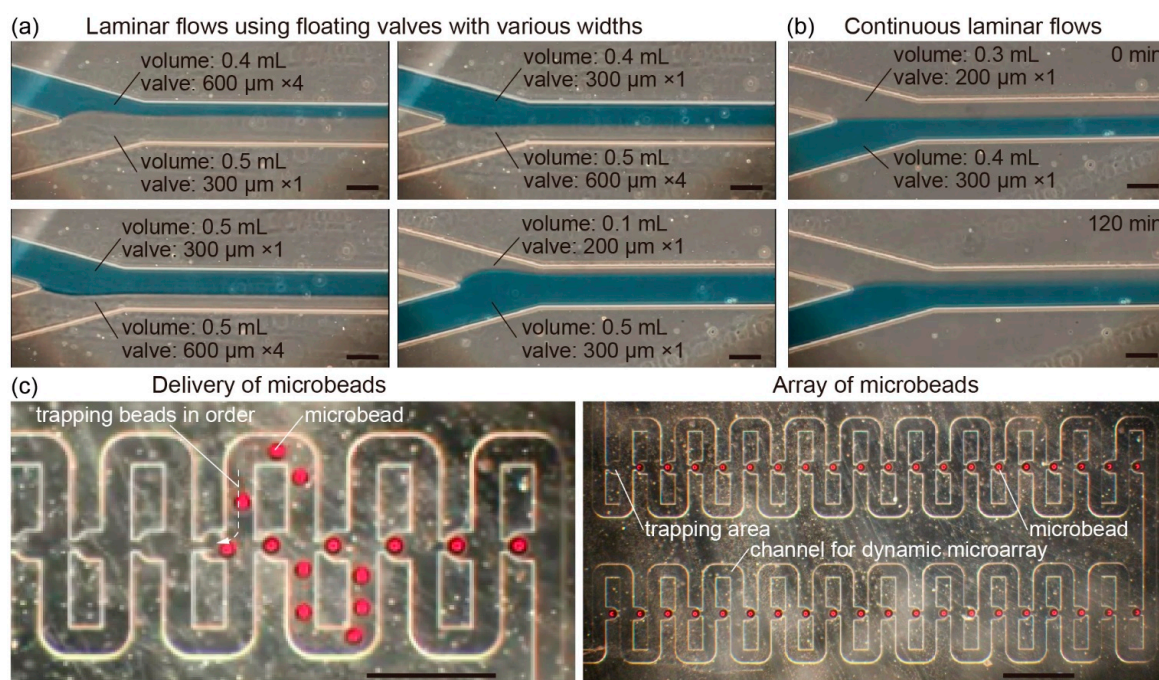 (a) Laminar flows using floating valves with various widths
volume: 0.4 mL
valve: 600 µm ×4
volume: 0.5 mL
valve: 300 µm ×1
volume: 0.4 mL
valve: 300 µm ×1
volume: 0.5 mL
valve: 600 µm ×4
volume: 0.5 mL
valve: 300 µm ×1
volume: 0.5 mL
valve: 600 µm ×4
volume: 0.1 mL
valve: 200 µm ×1
volume: 0.5 mL
valve: 300 µm ×1
(b) Continuous laminar flows
0 min
volume: 0.3 mL
valve: 200 µm ×1
volume: 0.4 mL
valve: 300 µm ×1
120 min
(c) Delivery of microbeads
trapping beads in order
microbead
Array of microbeads
trapping area
microbead
channel for dynamic microarray